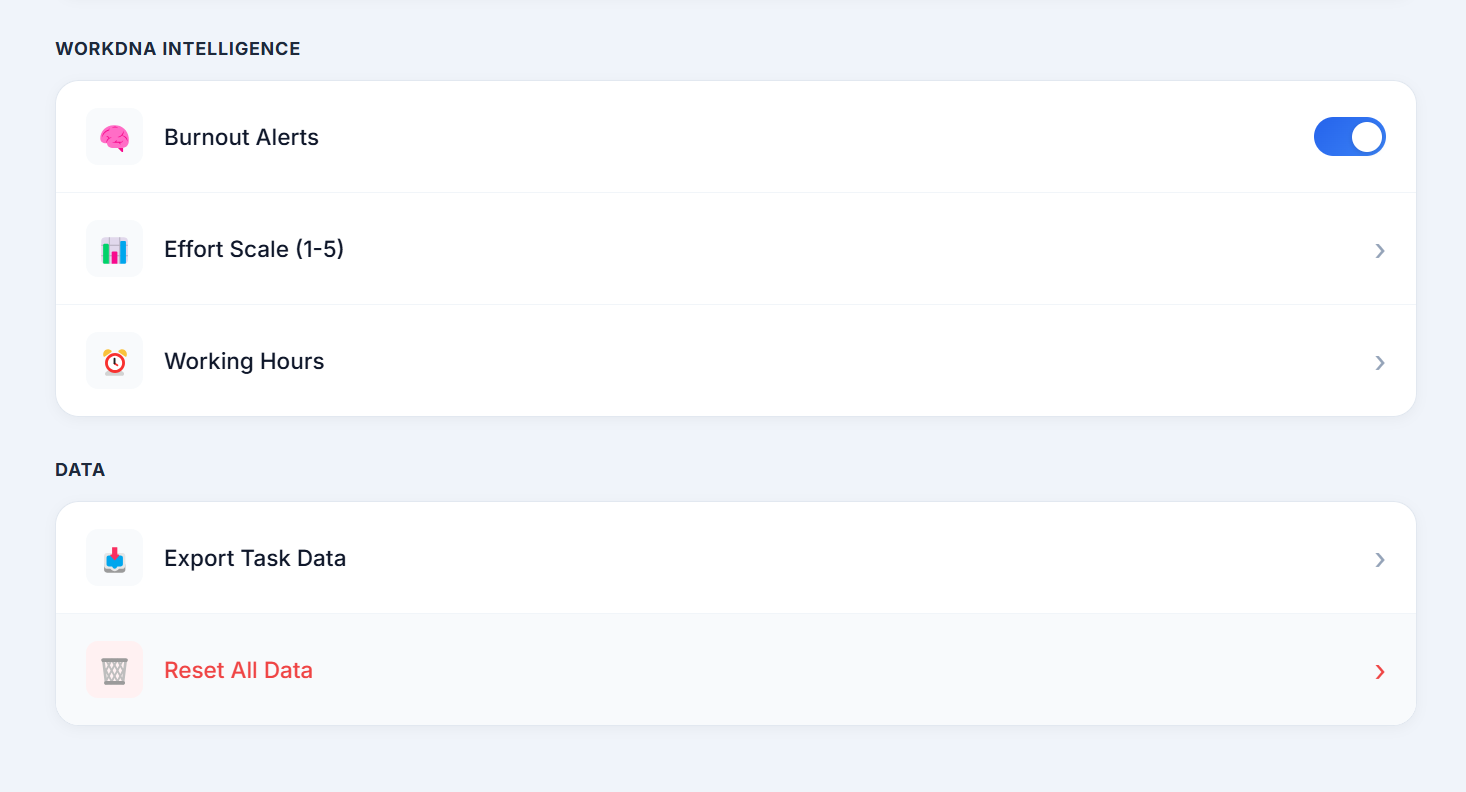 WORKDNA INTELLIGENCE
Burnout Alerts
Effort Scale (1-5)
Working Hours
DATA
Export Task Data
Reset All Data